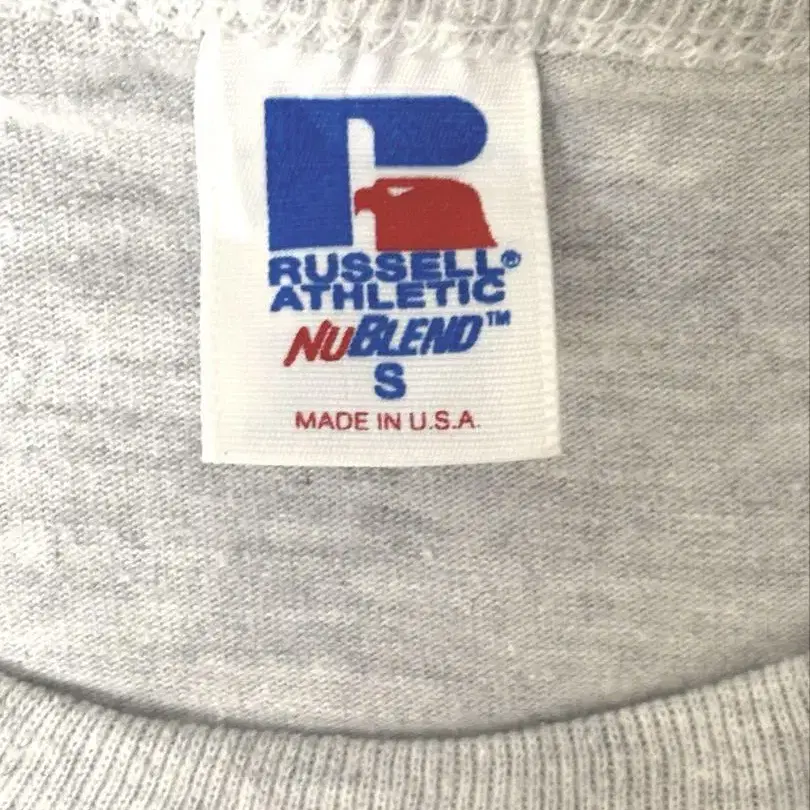 RUSSELL®
ATHLETIC
NUBLEND™
S
MADE IN U.S.A.